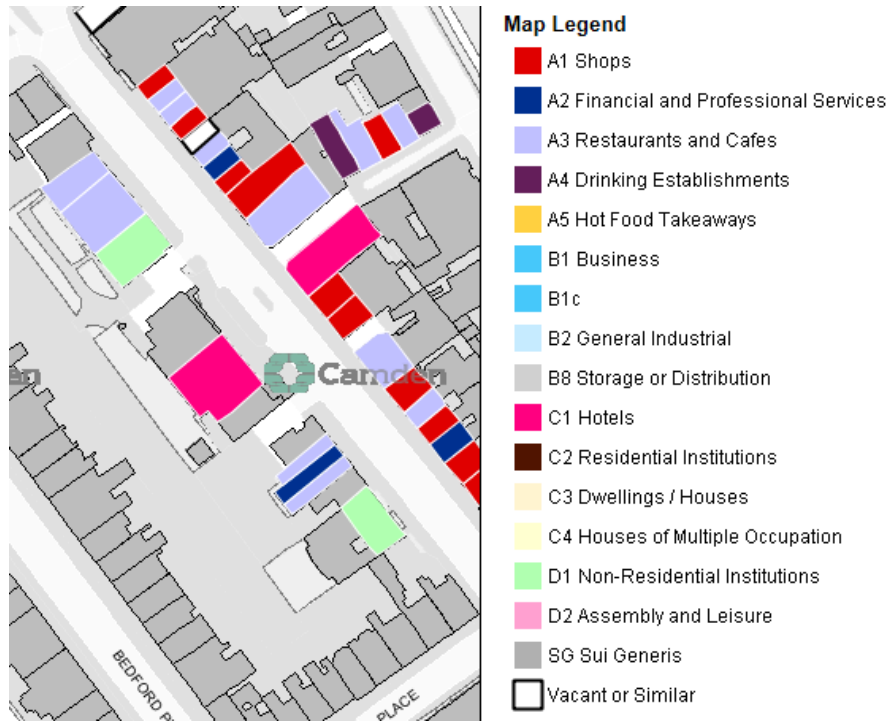 en
Camden
BEDFORD P
PLACE
Map Legend
A1 Shops
A2 Financial and Professional Services
A3 Restaurants and Cafes
A4 Drinking Establishments
A5 Hot Food Takeaways
B1 Business
B1c
B2 General Industrial
B8 Storage or Distribution
C1 Hotels
C2 Residential Institutions
C3 Dwellings / Houses
C4 Houses of Multiple Occupation
D1 Non-Residential Institutions
D2 Assembly and Leisure
SG Sui Generis
Vacant or Similar